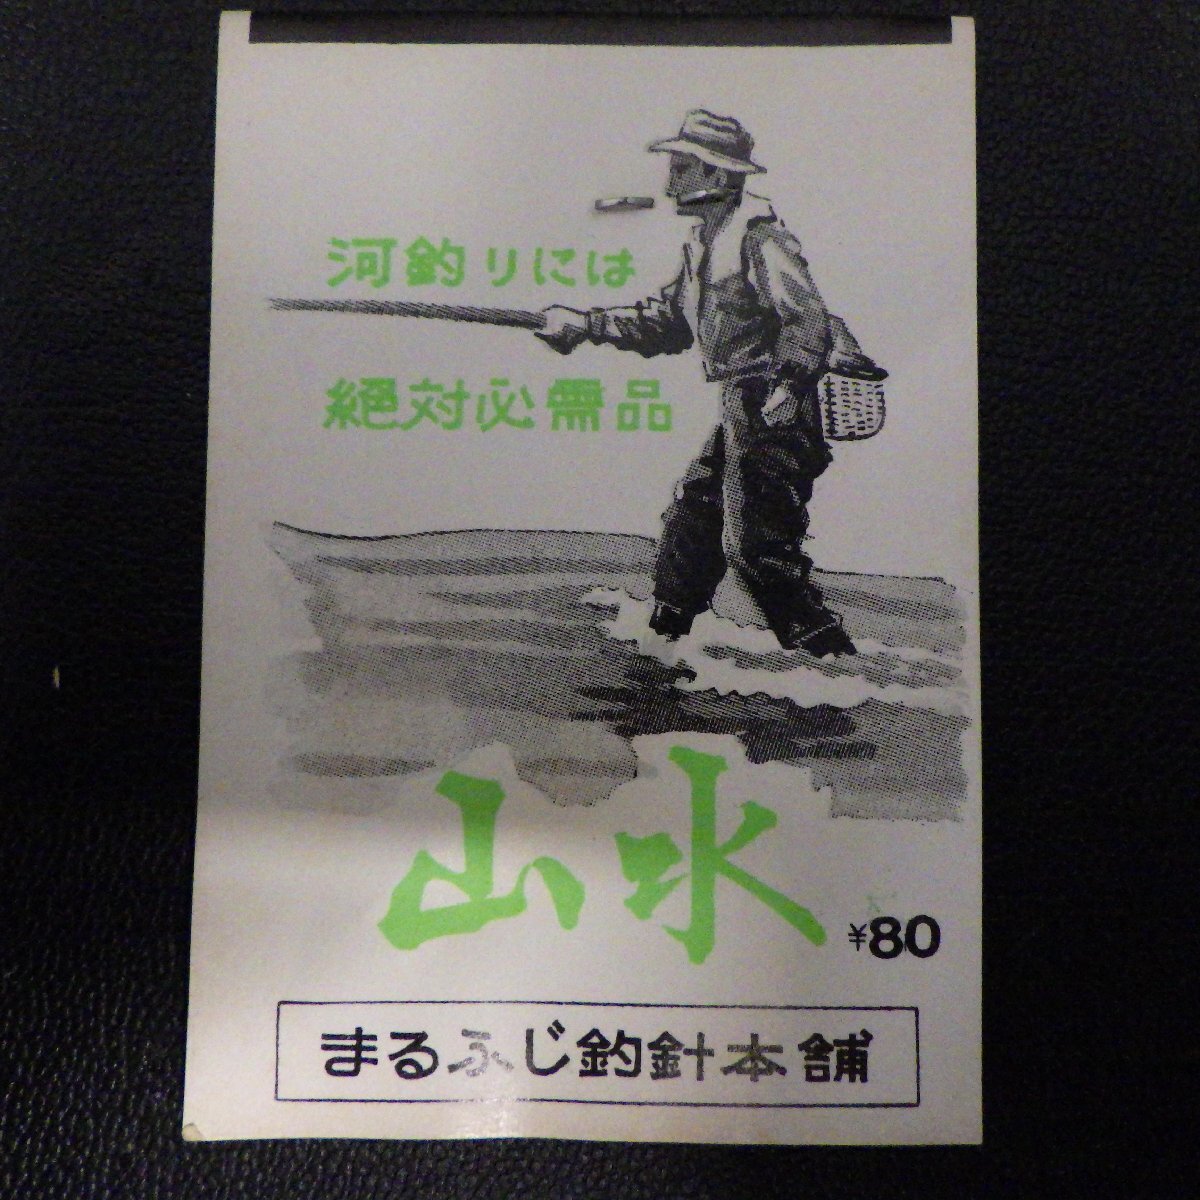 河釣りには
絶対必需品
山水
¥80
まるふじ釣針本舗